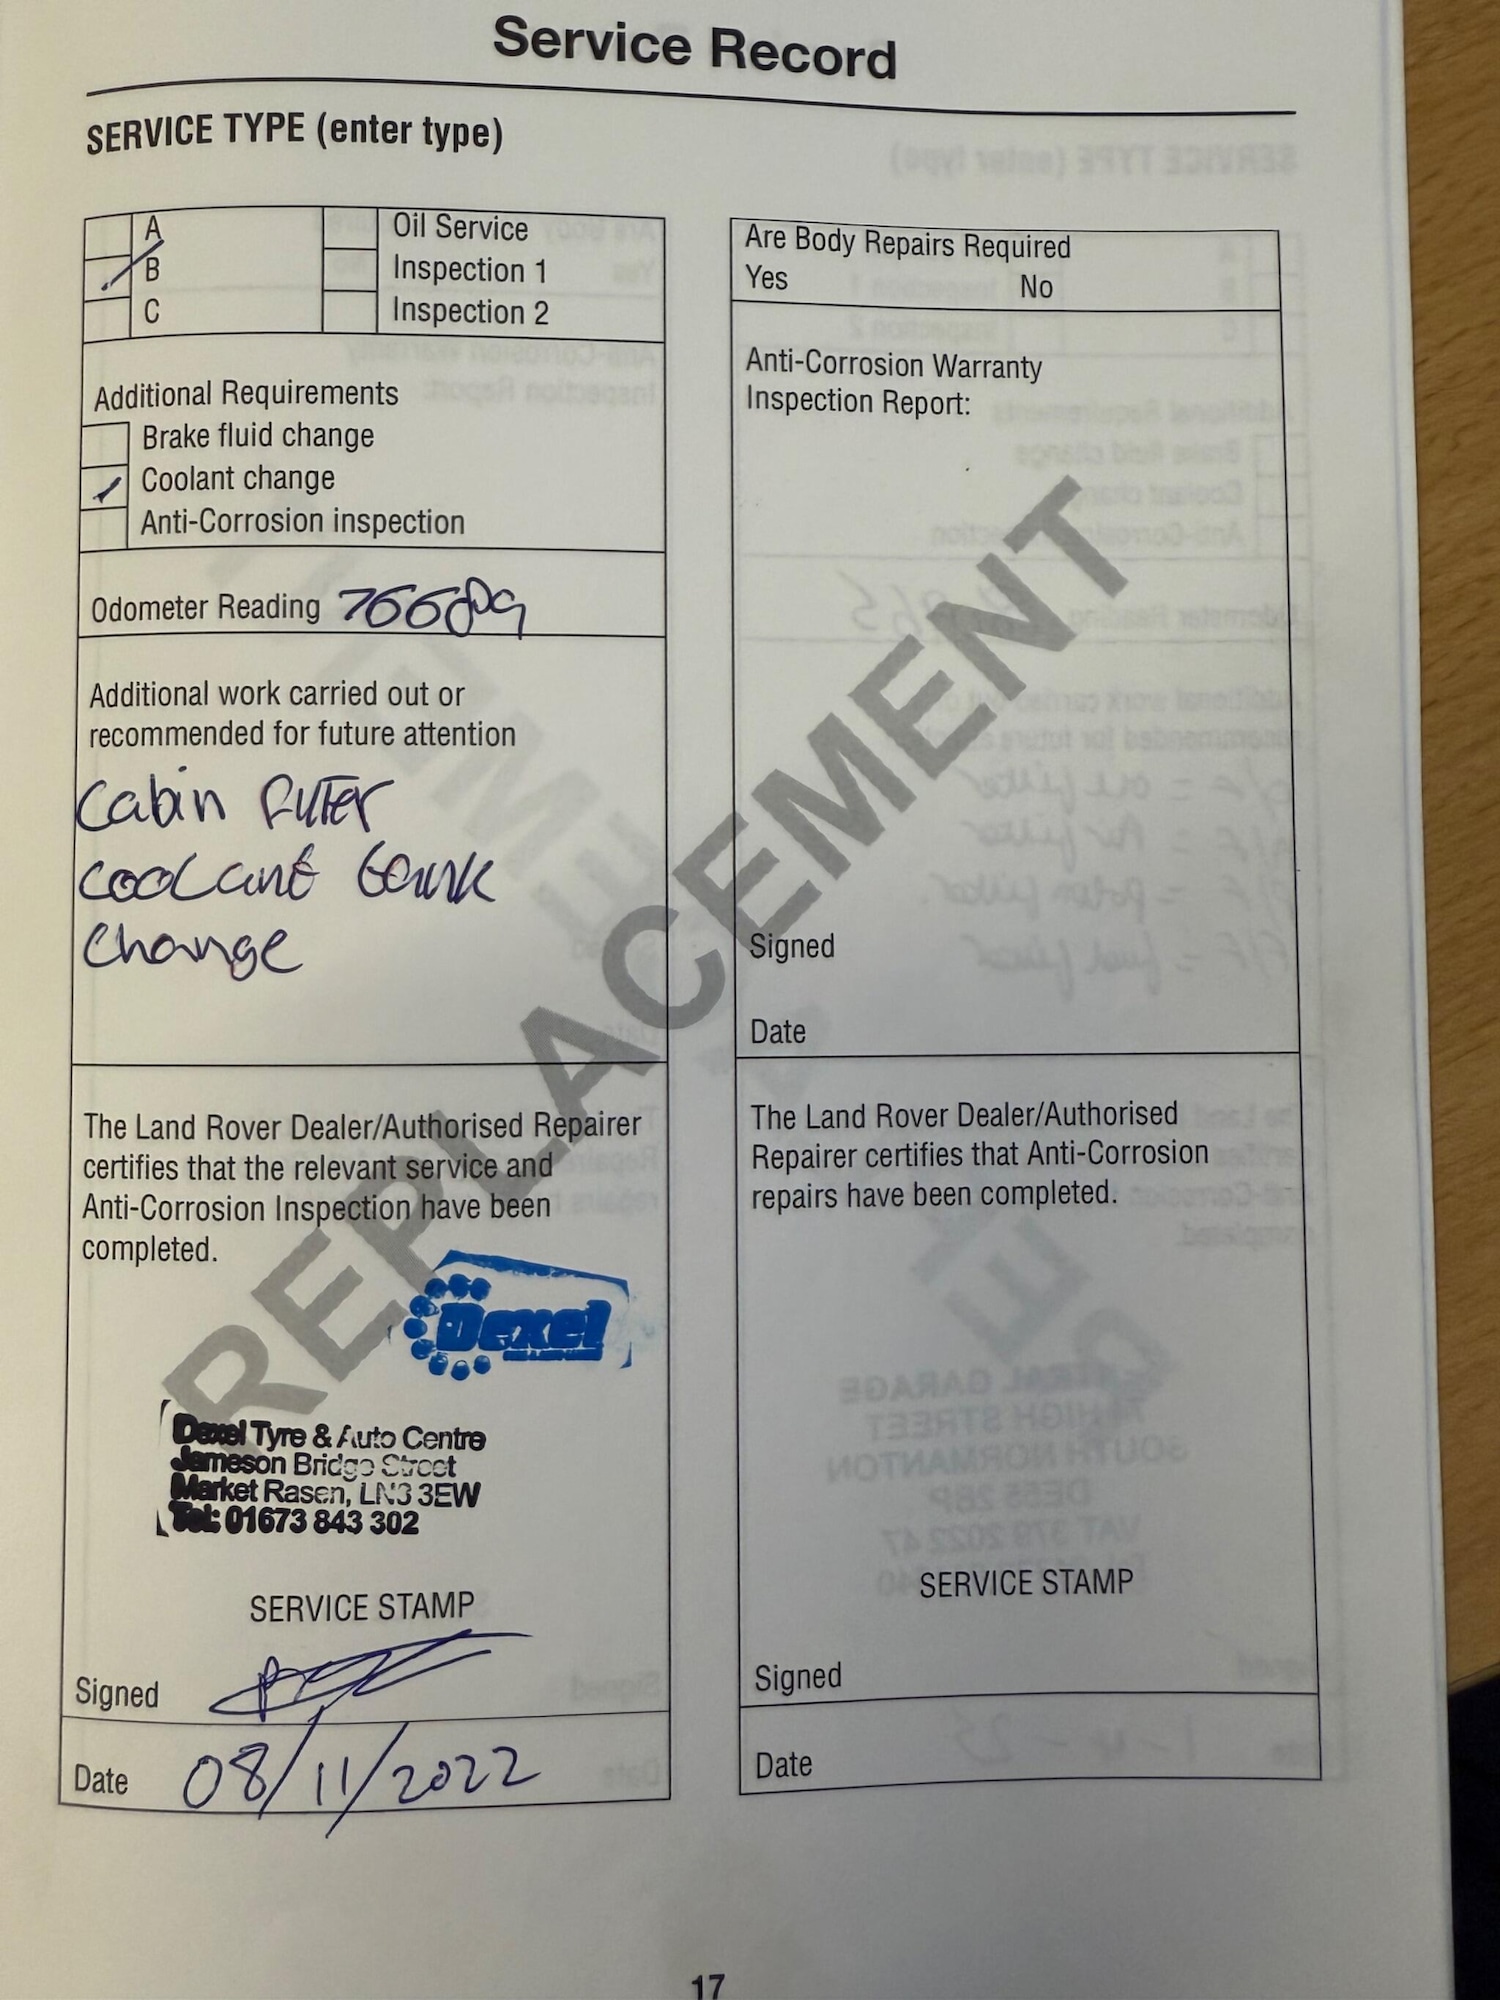 Service Record
SERVICE TYPE (enter type)
A
B
C
Oil Service
Inspection 1
Inspection 2
Additional Requirements
Brake fluid change
Coolant change
Anti-Corrosion inspection
Odometer Reading 76689
Additional work carried out or
recommended for future attention
Cabin FILTER
Coolant tank
Change
The Land Rover Dealer/Authorised Repairer
certifies that the relevant service and
Anti-Corrosion Inspection have been
completed.
Dexel
Dexel Tyre & Auto Centre
Jameson Bridge Street
Market Rasen, LN3 3EW
Tel: 01673 843 302
SERVICE STAMP
Signed
Date 08/11/2022
Are Body Repairs Required
Yes No
Anti-Corrosion Warranty
Inspection Report:
Signed
Date
The Land Rover Dealer/Authorised
Repairer certifies that Anti-Corrosion
repairs have been completed.
SERVICE STAMP
Signed
Date
REPLACEMENT
17